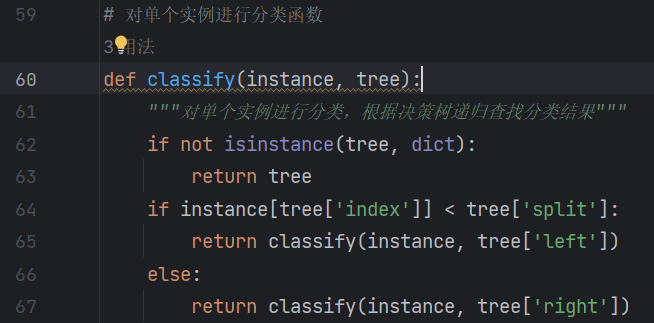 59 # 对单个实例进行分类函数
3 用法
60 def classify(instance, tree):
61 """对单个实例进行分类，根据决策树递归查找分类结果"""
62 if not isinstance(tree, dict):
63 return tree
64 if instance[tree['index']] < tree['split']:
65 return classify(instance, tree['left'])
66 else:
67 return classify(instance, tree['right'])